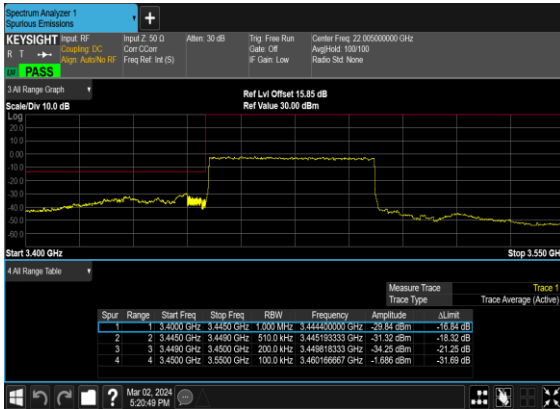 Spectrum Analyzer 1
Spurious Emissions
+
KEYSIGHT Input: RF Input Z: 50 Ω Atten: 30 dB Trig: Free Run Center Freq: 22.005000000 GHz
R T Coupling: DC Corr CCorr Gate: Off Avg|Hold: 100/100
Align: Auto/No RF Freq Ref: Int (S) IF Gain: Low Radio Std: None
PASS
3 All Range Graph
Ref Lvl Offset 15.85 dB
Scale/Div 10.0 dB Ref Value 30.00 dBm
Log
20.0
10.0
0.00
-10.0
-20.0
-30.0
-40.0
-50.0
-60.0
Start 3.400 GHz Stop 3.550 GH
4 All Range Table
Measure Trace Trace 1
Trace Type Trace Average (Active)
Spur Range Start Freq Stop Freq RBW Frequency Amplitude ΔLimit
1 1 3.4000 GHz 3.4450 GHz 1.000 MHz 3.444400000 GHz -29.84 dBm -16.84 dB
2 2 3.4450 GHz 3.4490 GHz 510.0 kHz 3.445193333 GHz -31.32 dBm -18.32 dB
3 3 3.4490 GHz 3.4500 GHz 200.0 kHz 3.449818333 GHz -34.25 dBm -21.25 dB
4 4 3.4500 GHz 3.5500 GHz 100.0 kHz 3.460166667 GHz -1.686 dBm -31.69 dB
? Mar 02, 2024
5:20:49 PM